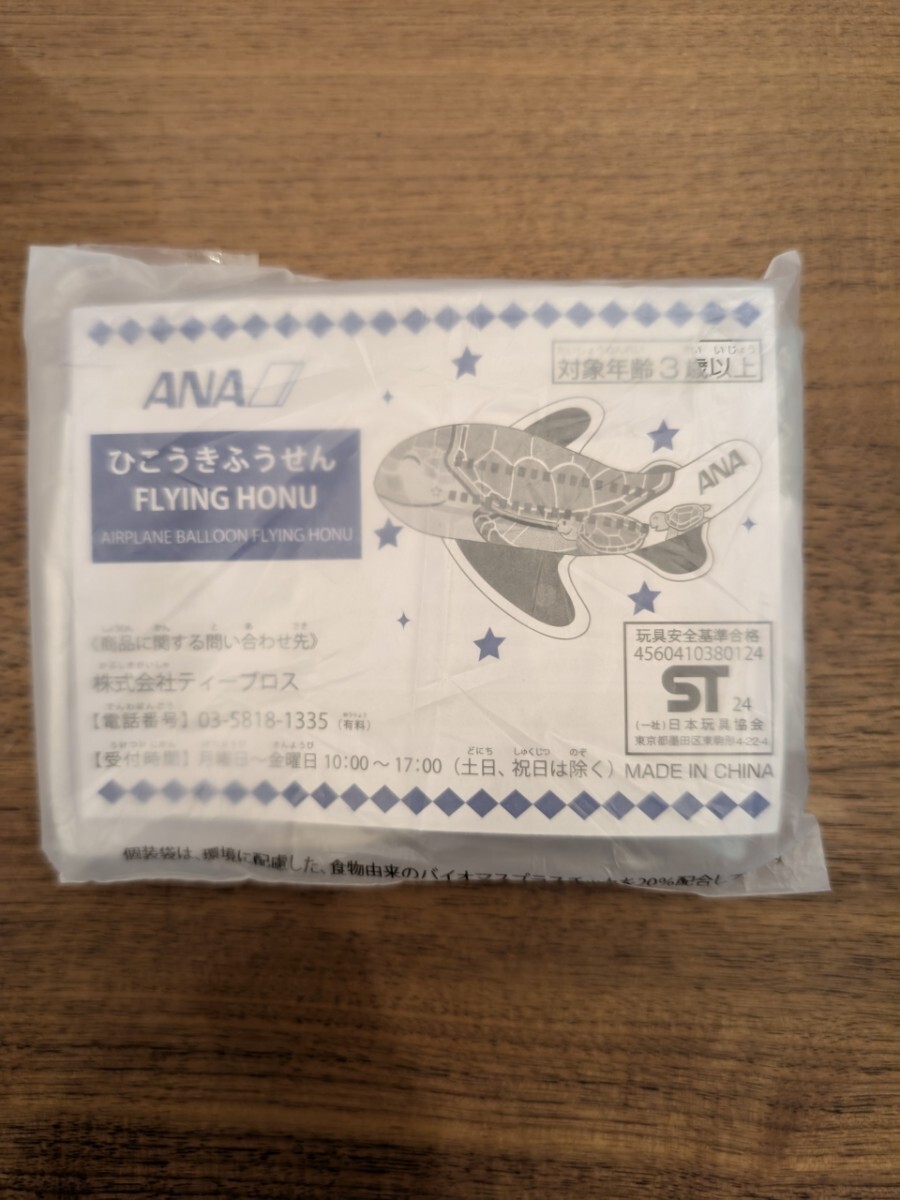 ANA
対象年齢3歳以上
ひこうきふうせん
FLYING HONU
AIRPLANE BALLOON FLYING HONU
ANA
《商品に関する問い合わせ先》
株式会社ティーブロス
【電話番号】03-5818-1335(有料)
【受付時間】月曜日～金曜日10:00～17:00(土日、祝日は除く)
玩具安全基準合格
4560410380124
ST 24
(一社)日本玩具協会
東京都墨田区東駒形4-22-4
MADE IN CHINA
個装袋は、環境に配慮した、食物由来のバイオマスプラスチックを20%配合し